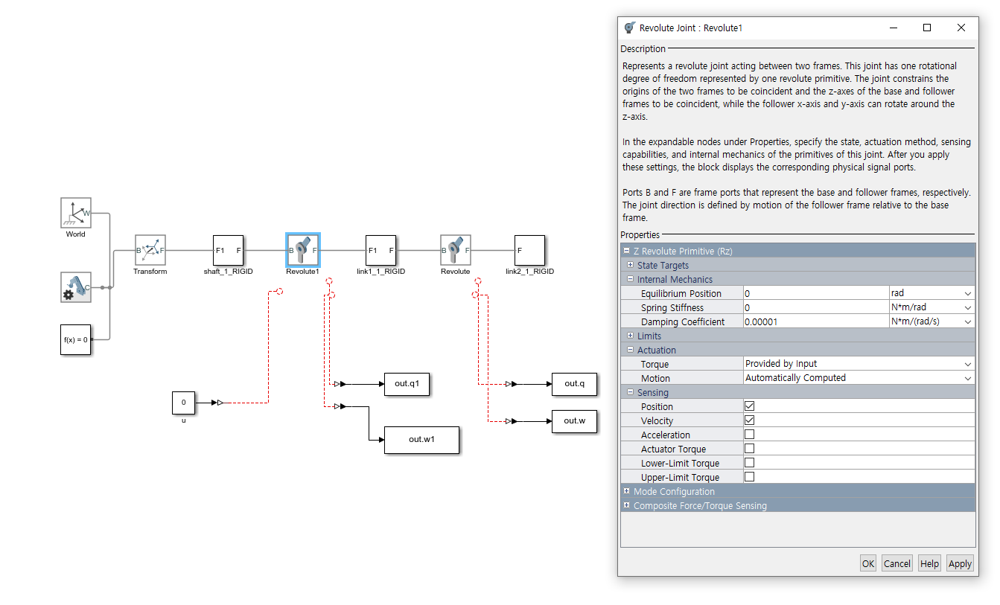 W
World
C
f(x) = 0
B
F
Transform
F1
F
shaft_1_RIGID
B
F
Revolute1
F1
F
link1_1_RIGID
B
F
Revolute
F
link2_1_RIGID
0
u
out.q1
out.w1
out.q
out.w
Revolute Joint : Revolute1
Description
Represents a revolute joint acting between two frames. This joint has one rotational
degree of freedom represented by one revolute primitive. The joint constrains the
origins of the two frames to be coincident and the z-axes of the base and follower
frames to be coincident, while the follower x-axis and y-axis can rotate around the
z-axis.
In the expandable nodes under Properties, specify the state, actuation method, sensing
capabilities, and internal mechanics of the primitives of this joint. After you apply
these settings, the block displays the corresponding physical signal ports.
Ports B and F are frame ports that represent the base and follower frames, respectively.
The joint direction is defined by motion of the follower frame relative to the base
frame.
Properties
Z Revolute Primitive (Rz)
State Targets
Internal Mechanics
Equilibrium Position 0 rad
Spring Stiffness 0 N*m/rad
Damping Coefficient 0.00001 N*m/(rad/s)
Limits
Actuation
Torque Provided by Input
Motion Automatically Computed
Sensing
Position
Velocity
Acceleration
Actuator Torque
Lower-Limit Torque
Upper-Limit Torque
Mode Configuration
Composite Force/Torque Sensing
OK Cancel Help Apply